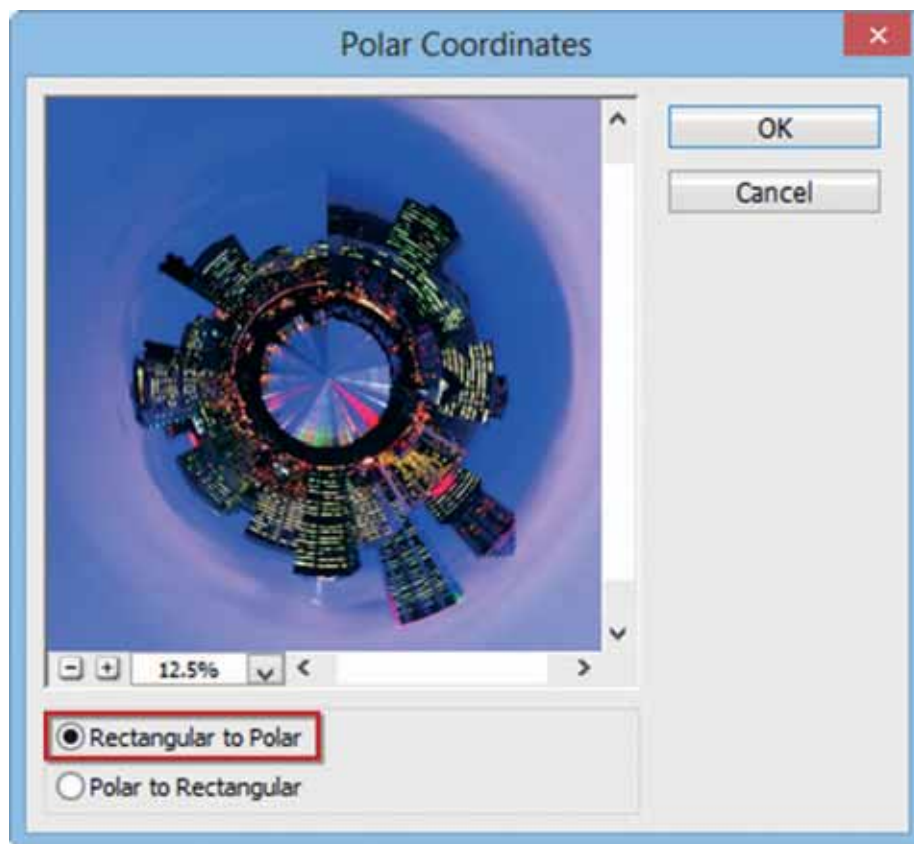 Polar Coordinates
OK
Cancel
12.5%
Rectangular to Polar
Polar to Rectangular